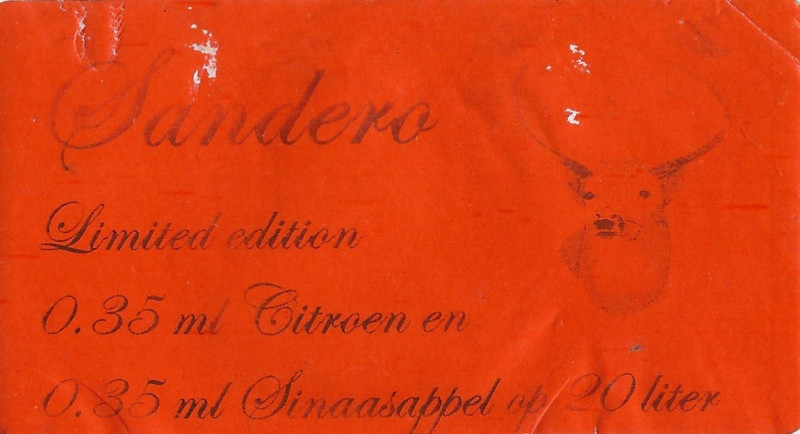 Sandero
Limited edition
0.35 ml Citroen en
0.35 ml Sinaasappel op 20 liter